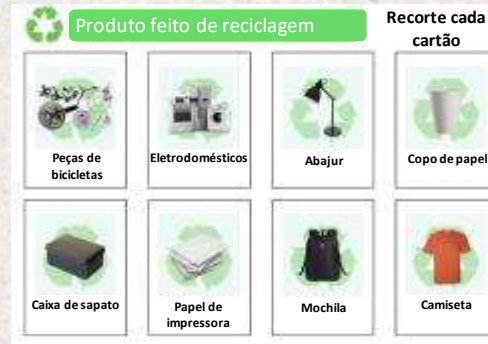 Produto feito de reciclagem
Recorte cada
cartão
Peças de
bicicletas
Eletrodomésticos
Abajur
Copo de papel
Caixa de sapato
Papel de
impressora
Mochila
Camiseta